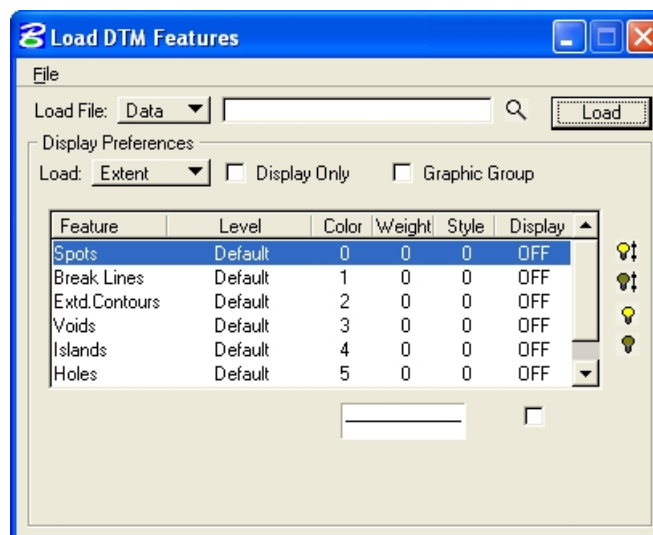 Load DTM Features
File
Load File: Data Load
Display Preferences
Load: Extent Display Only Graphic Group
Feature Level Color Weight Style Display
Spots Default 0 0 0 OFF
Break Lines Default 1 0 0 OFF
Extd.Contours Default 2 0 0 OFF
Voids Default 3 0 0 OFF
Islands Default 4 0 0 OFF
Holes Default 5 0 0 OFF